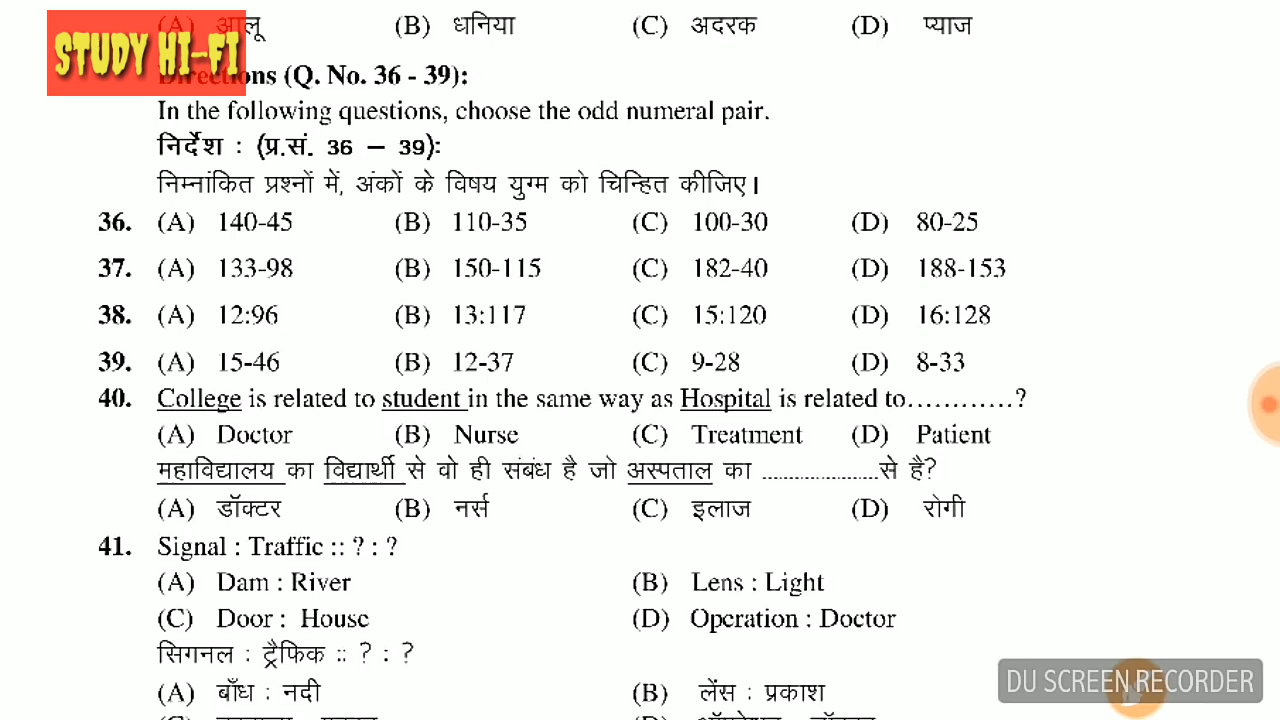 (A) आलू (B) धनिया (C) अदरक (D) प्याज
STUDY HI-FI
Directions (Q. No. 36 - 39):
In the following questions, choose the odd numeral pair.
निर्देश : (प्र.सं. 36 – 39):
निम्नांकित प्रश्नों में, अंकों के विषय युग्म को चिन्हित कीजिए।
36. (A) 140-45 (B) 110-35 (C) 100-30 (D) 80-25
37. (A) 133-98 (B) 150-115 (C) 182-40 (D) 188-153
38. (A) 12:96 (B) 13:117 (C) 15:120 (D) 16:128
39. (A) 15-46 (B) 12-37 (C) 9-28 (D) 8-33
40. College is related to student in the same way as Hospital is related to…………?
(A) Doctor (B) Nurse (C) Treatment (D) Patient
महाविद्यालय का विद्यार्थी से वो ही संबंध है जो अस्पताल का ......................से है?
(A) डॉक्टर (B) नर्स (C) इलाज (D) रोगी
41. Signal : Traffic :: ? : ?
(A) Dam : River (B) Lens : Light
(C) Door : House (D) Operation : Doctor
सिगनल : ट्रैफिक :: ? : ?
(A) बाँध : नदी (B) लेंस : प्रकाश
DU SCREEN RECORDER